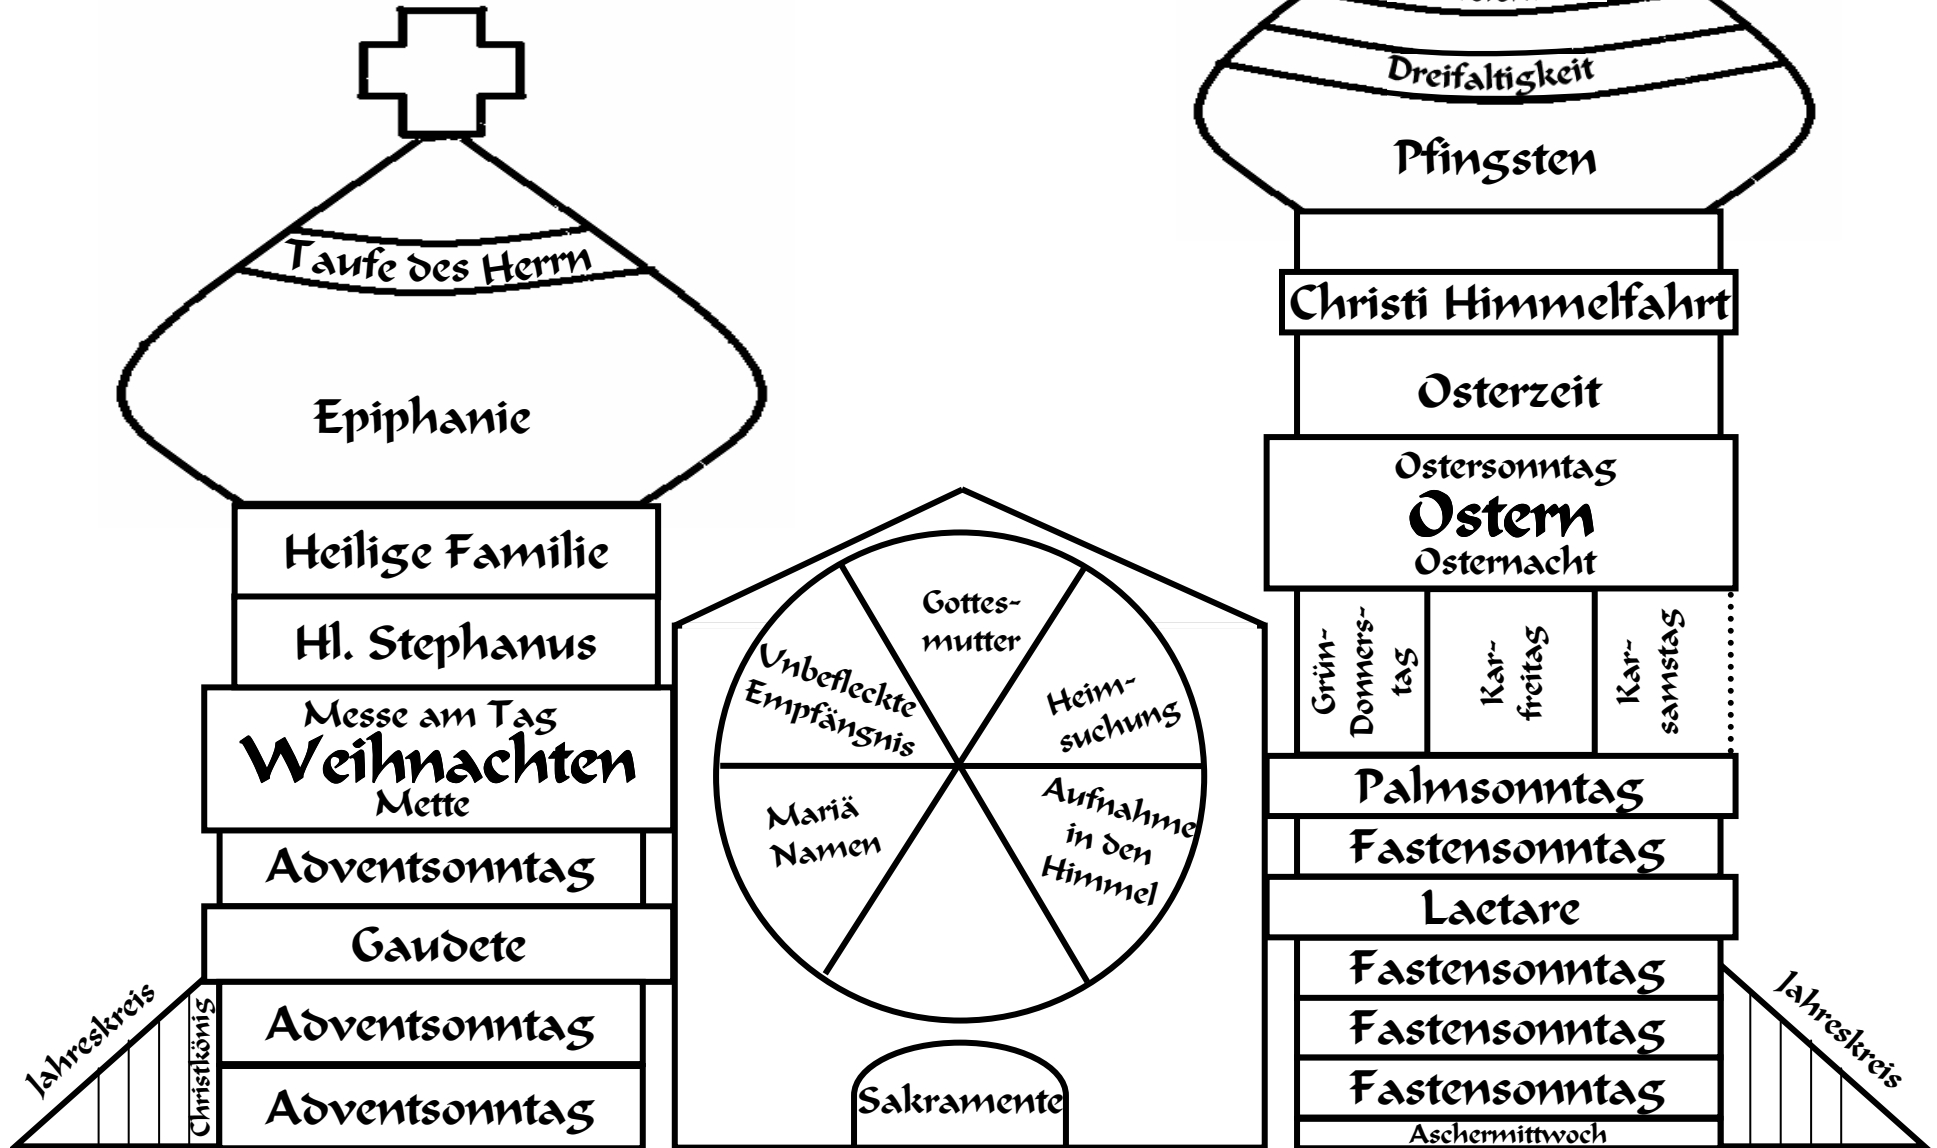 Taufe des Herrn
Epiphanie
Heilige Familie
Hl. Stephanus
Messe am Tag
Weihnachten
Mette
Adventsonntag
Gaudete
Adventsonntag
Adventsonntag
Jahreskreis
Christkönig
Gottes-
mutter
Unbefleckte
Empfängnis
Heim-
suchung
Mariä
Namen
Aufnahme
in den
Himmel
Sakramente
Dreifaltigkeit
Pfingsten
Christi Himmelfahrt
Osterzeit
Ostersonntag
Ostern
Osternacht
Grün-
Donners-
tag
Kar-
freitag
Kar-
samstag
Palmsonntag
Fastensonntag
Laetare
Fastensonntag
Fastensonntag
Fastensonntag
Aschermittwoch
Jahreskreis